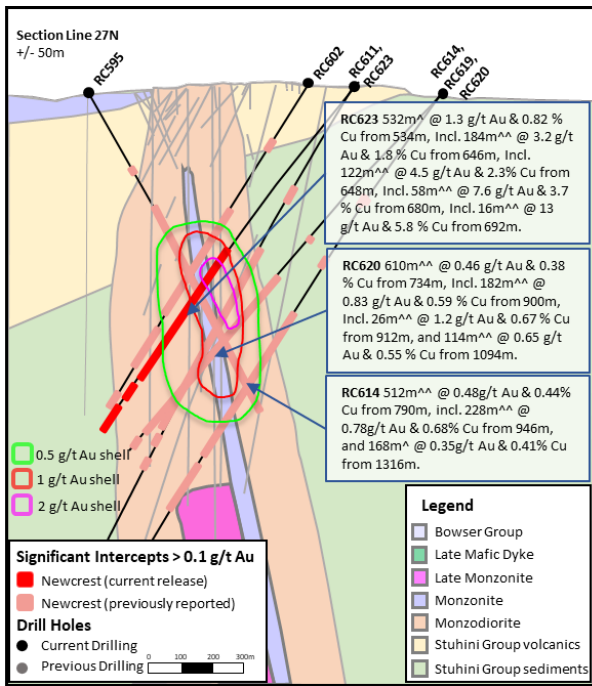 Section Line 27N
+/- 50m
RC595
RC602
RC611,
RC623
RC614,
RC619,
RC620
RC623 532m^ @ 1.3 g/t Au & 0.82 %
Cu from 534m, Incl. 184m^^ @ 3.2 g/t
Au & 1.8 % Cu from 646m, Incl.
122m^^ @ 4.5 g/t Au & 2.3% Cu from
648m, Incl. 58m^^ @ 7.6 g/t Au & 3.7
% Cu from 680m, Incl. 16m^^ @ 13
g/t Au & 5.8 % Cu from 692m.
RC620 610m^^ @ 0.46 g/t Au & 0.38
% Cu from 734m, Incl. 182m^^ @
0.83 g/t Au & 0.59 % Cu from 900m,
Incl. 26m^^ @ 1.2 g/t Au & 0.67 % Cu
from 912m, and 114m^^ @ 0.65 g/t
Au & 0.55 % Cu from 1094m.
RC614 512m^^ @ 0.48g/t Au & 0.44%
Cu from 790m, incl. 228m^^ @
0.78g/t Au & 0.68% Cu from 946m,
and 168m^ @ 0.35g/t Au & 0.41% Cu
from 1316m.
0.5 g/t Au shell
1 g/t Au shell
2 g/t Au shell
Significant Intercepts > 0.1 g/t Au
Newcrest (current release)
Newcrest (previously reported)
Drill Holes
Current Drilling
Previous Drilling
0 100 200 300m
Legend
Bowser Group
Late Mafic Dyke
Late Monzonite
Monzonite
Monzodiorite
Stuhini Group volcanics
Stuhini Group sediments